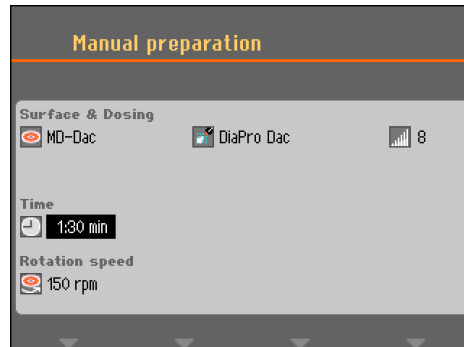 Manual preparation
Surface & Dosing
MD-Dac DiaPro Dac 8
Time
1:30 min
Rotation speed
150 rpm